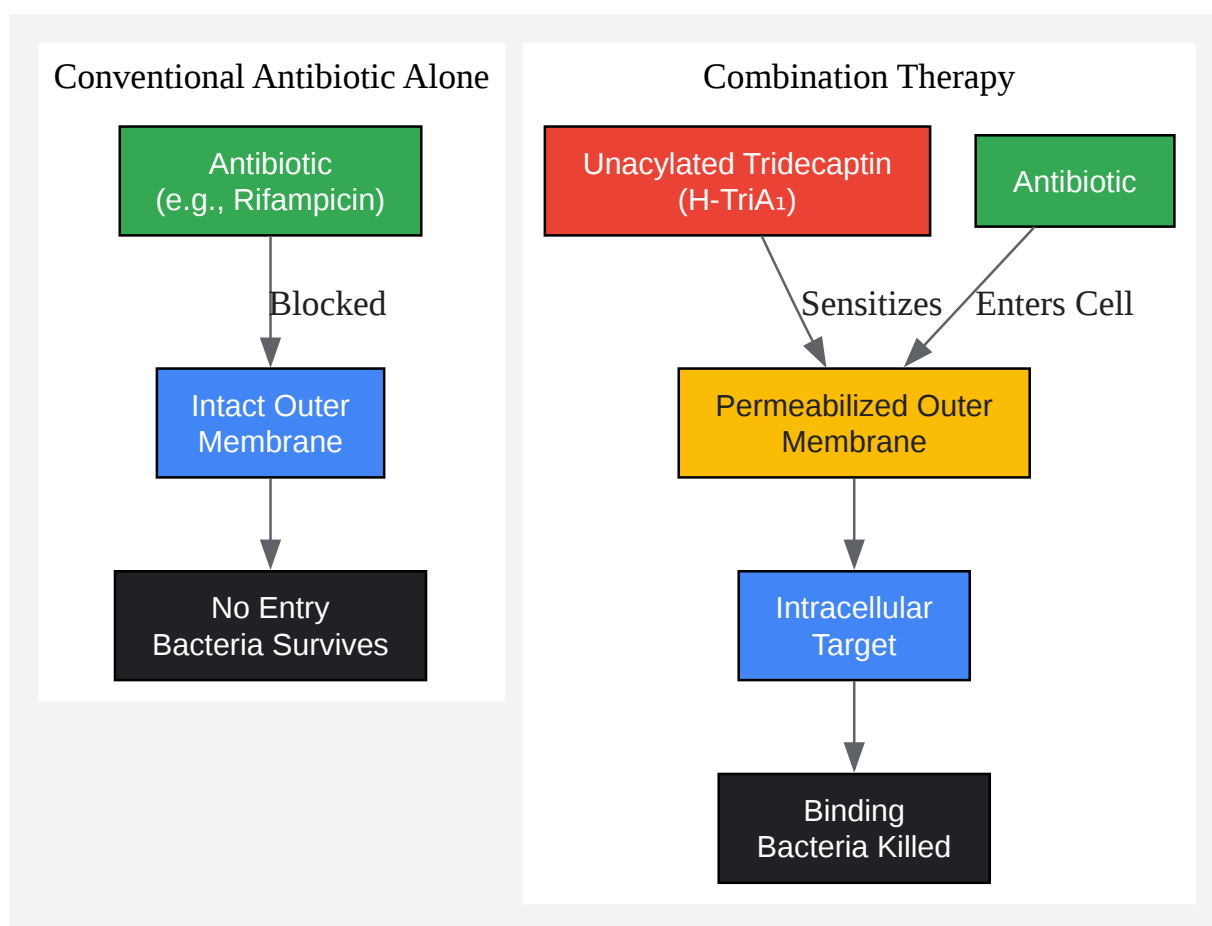 Conventional Antibiotic Alone
Antibiotic
(e.g., Rifampicin)
Blocked
Intact Outer
Membrane
No Entry
Bacteria Survives
Combination Therapy
Unacylated Tridecaptin
(H-TriA₁)
Antibiotic
Sensitizes
Enters Cell
Permeabilized Outer
Membrane
Intracellular
Target
Binding
Bacteria Killed